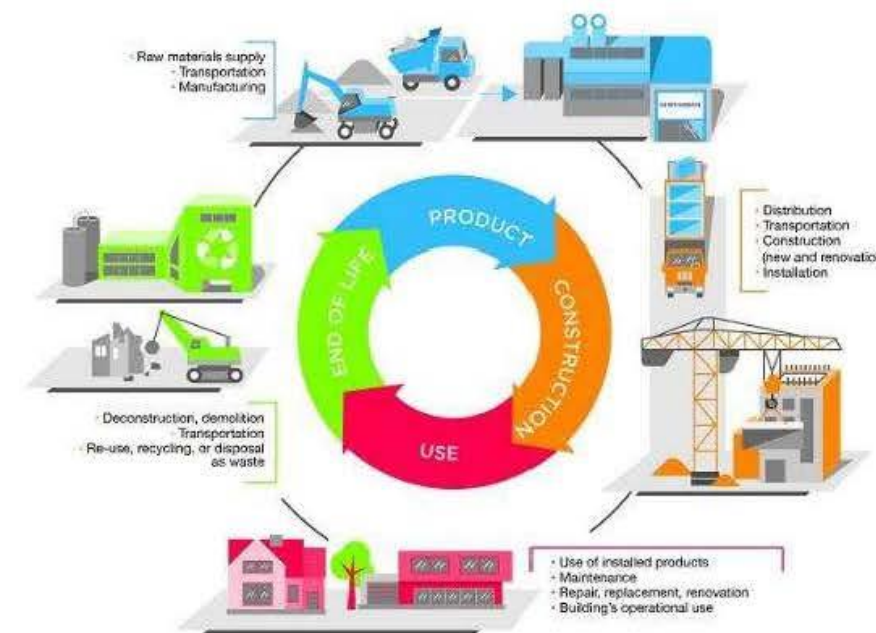 · Raw materials supply
· Transportation
· Manufacturing
PRODUCT
CONSTRUCTION
USE
END OF LIFE
· Distribution
· Transportation
· Construction
(new and renovatio
· Installation
· Use of installed products
· Maintenance
· Repair, replacement, renovation
· Building's operational use
· Deconstruction, demolition
· Transportation
· Re-use, recycling, or disposal
as waste